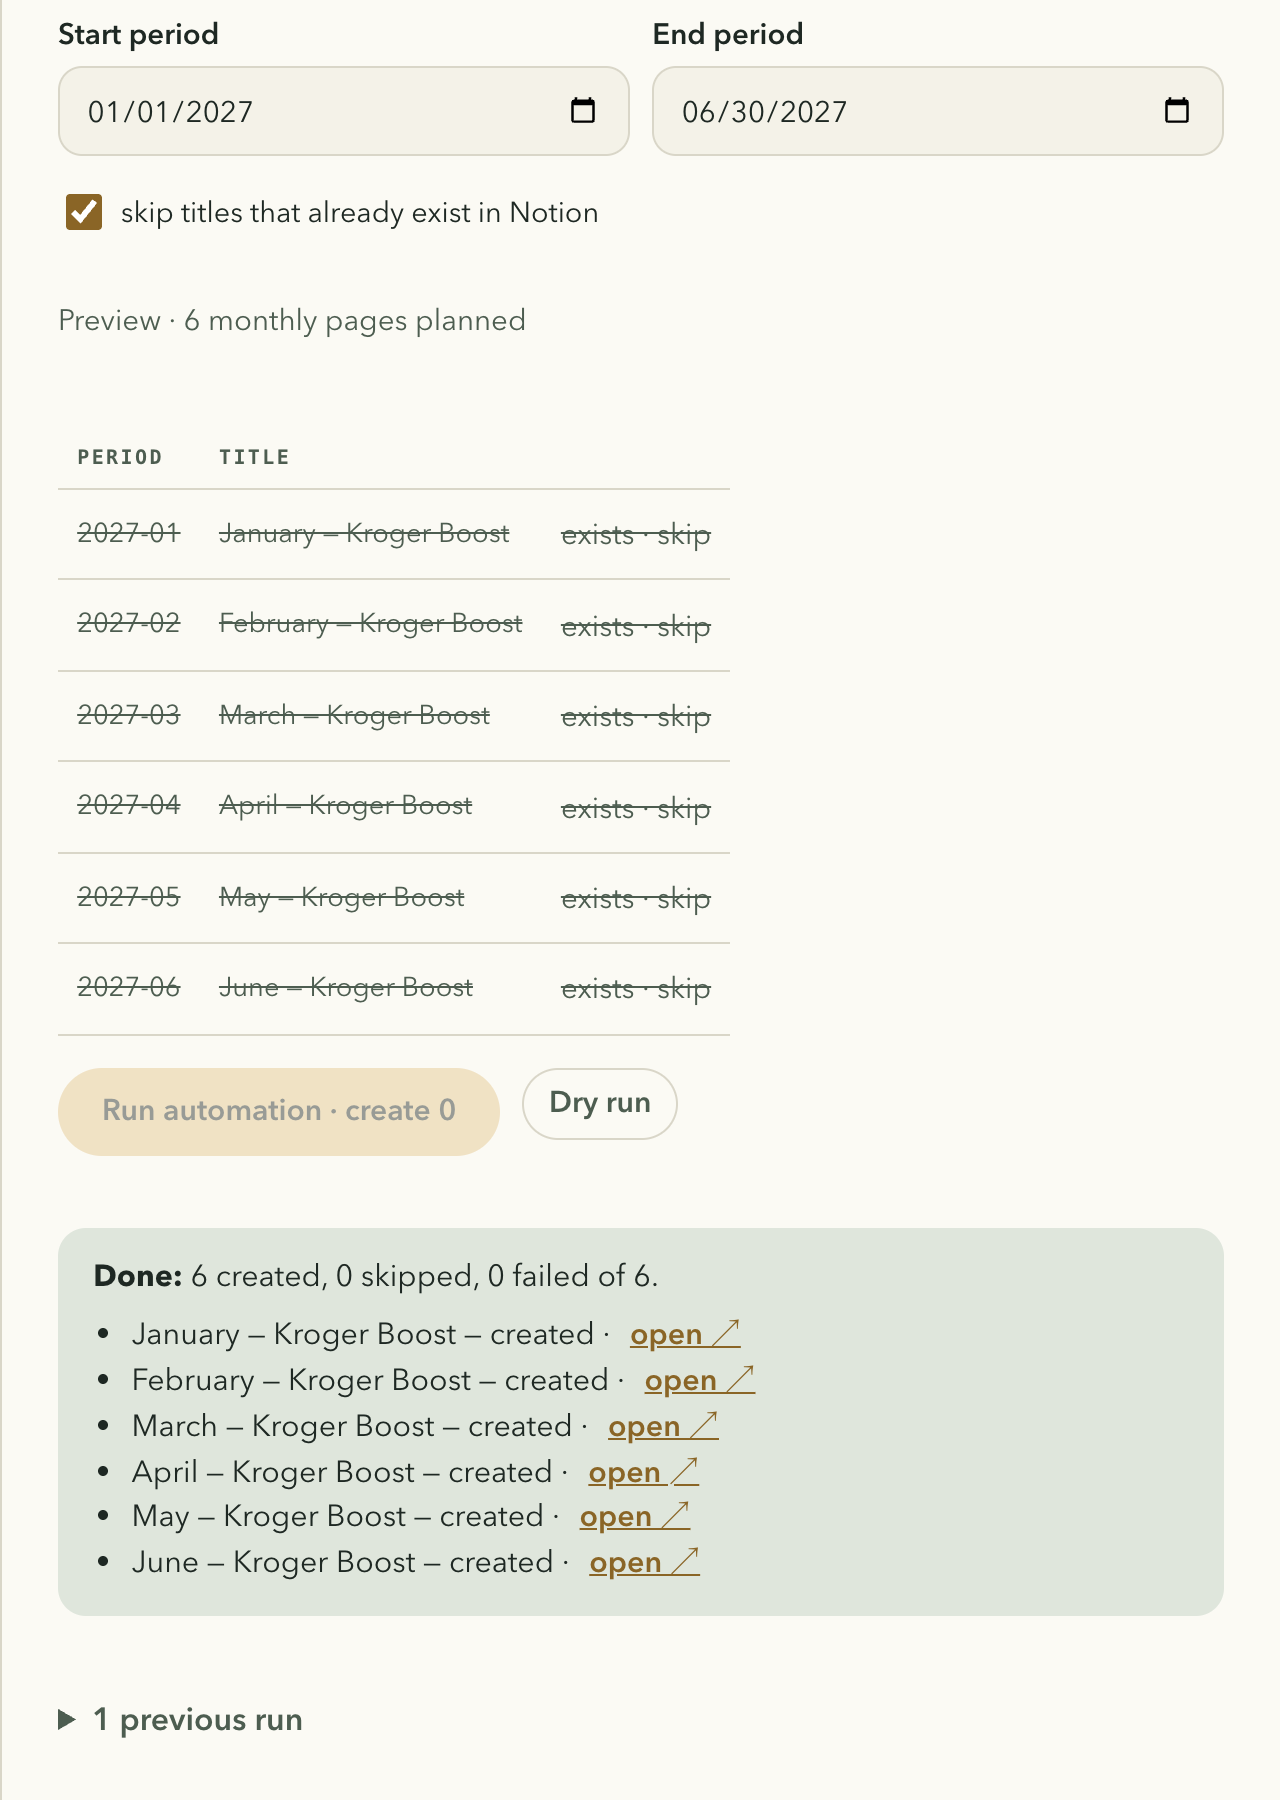 Start period End period
01/01/2027 06/30/2027
skip titles that already exist in Notion
Preview · 6 monthly pages planned
PERIOD TITLE
2027-01 January – Kroger Boost exists · skip
2027-02 February – Kroger Boost exists · skip
2027-03 March – Kroger Boost exists · skip
2027-04 April – Kroger Boost exists · skip
2027-05 May – Kroger Boost exists · skip
2027-06 June – Kroger Boost exists · skip
Run automation · create 0 Dry run
Done: 6 created, 0 skipped, 0 failed of 6.
• January – Kroger Boost – created · open ↗
• February – Kroger Boost – created · open ↗
• March – Kroger Boost – created · open ↗
• April – Kroger Boost – created · open ↗
• May – Kroger Boost – created · open ↗
• June – Kroger Boost – created · open ↗
▶ 1 previous run